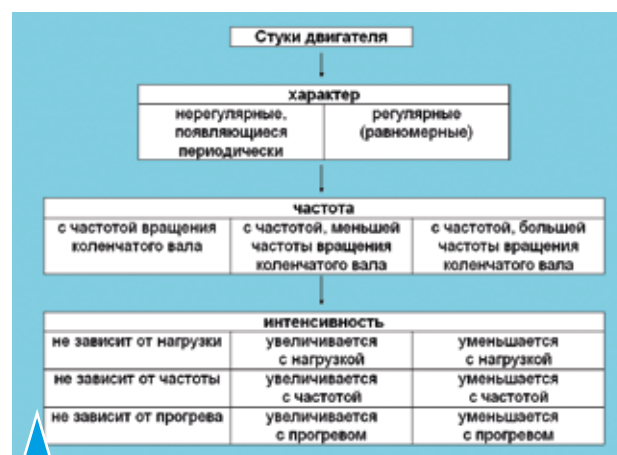 Стуки двигателя
характер
нерегулярные,
появляющиеся
периодически
регулярные
(равномерные)
частота
с частотой вращения
коленчатого вала
с частотой, меньшей
частоты вращения
коленчатого вала
с частотой, большей
частоты вращения
коленчатого вала
интенсивность
не зависит от нагрузки
увеличивается
с нагрузкой
уменьшается
с нагрузкой
не зависит от частоты
увеличивается
с частотой
уменьшается
с частотой
не зависит от прогрева
увеличивается
с прогревом
уменьшается
с прогревом